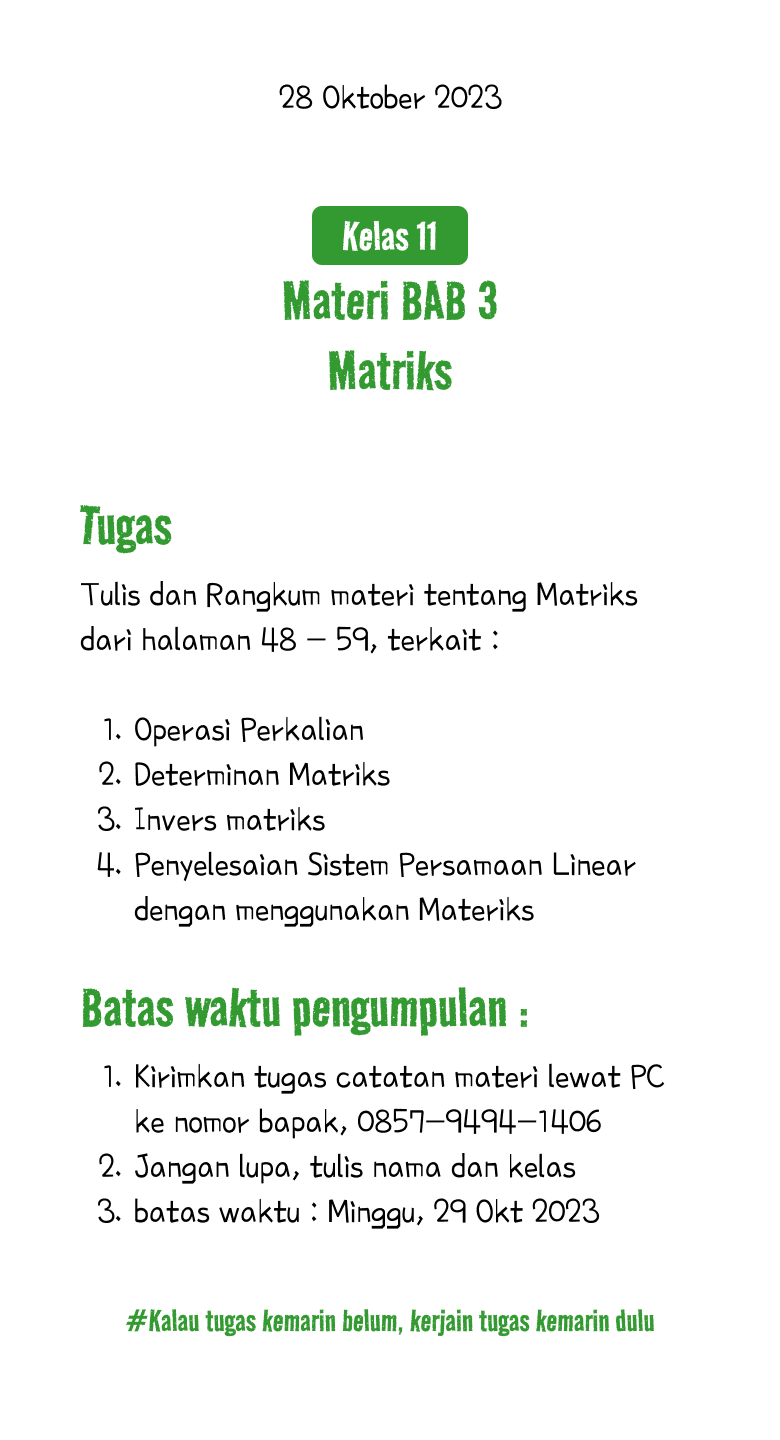 28 Oktober 2023
Kelas 11
Materi BAB 3
Matriks
Tugas
Tulis dan Rangkum materi tentang Matriks
dari halaman 48 - 59, terkait :
1. Operasi Perkalian
2. Determinan Matriks
3. Invers matriks
4. Penyelesaian Sistem Persamaan Linear
dengan menggunakan Materiks
Batas waktu pengumpulan :
1. Kirimkan tugas catatan materi lewat PC
ke nomor bapak, 0857-9494-1406
2. Jangan lupa, tulis nama dan kelas
3. batas waktu : Minggu, 29 Okt 2023
#Kalau tugas kemarin belum, kerjain tugas kemarin dulu